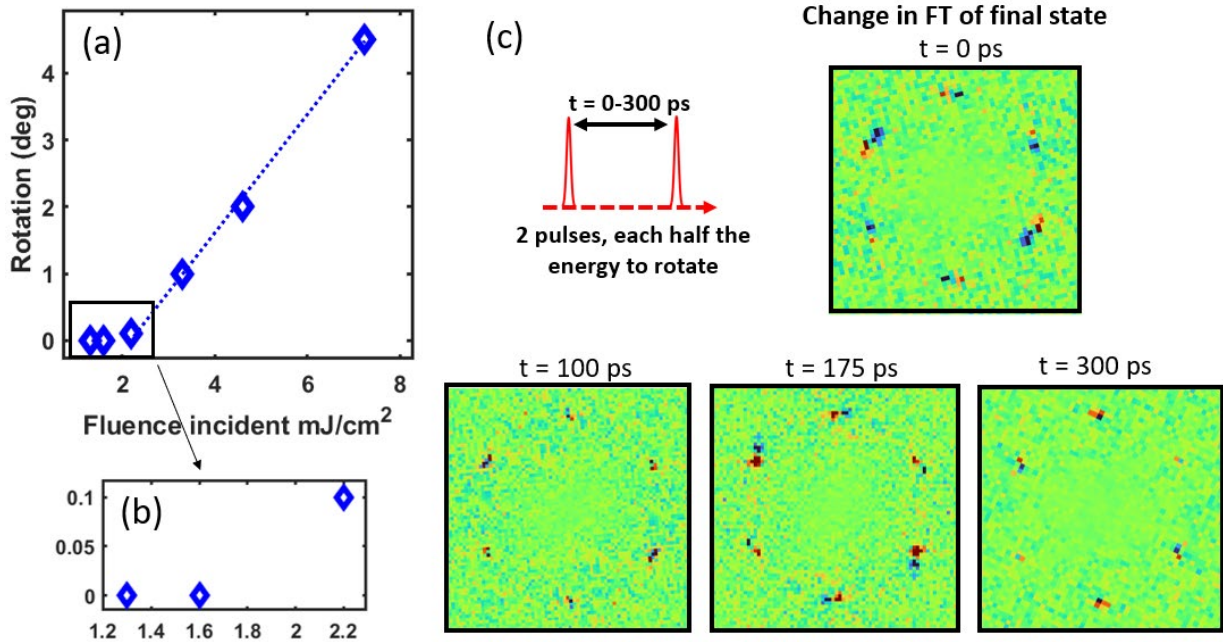 (a)
Rotation (deg)
4
3
2
1
0
2 4 6 8
Fluence incident mJ/cm²
(b)
0.1
0.05
0
1.2 1.4 1.6 1.8 2 2.2
(c)
t = 0-300 ps
2 pulses, each half the
energy to rotate
Change in FT of final state
t = 0 ps
t = 100 ps
t = 175 ps
t = 300 ps